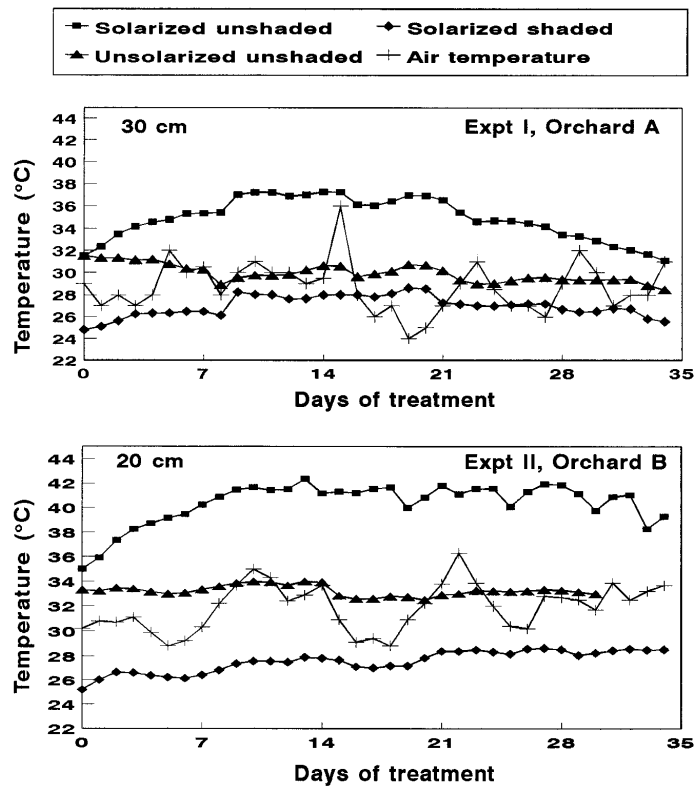 Solarized unshaded Solarized shaded
Unsolarized unshaded Air temperature
30 cm Expt I, Orchard A
Temperature (°C)
44
42
40
38
36
34
32
30
28
26
24
22
0 7 14 21 28 35
Days of treatment
20 cm Expt II, Orchard B
Temperature (°C)
44
42
40
38
36
34
32
30
28
26
24
22
0 7 14 21 28 35
Days of treatment